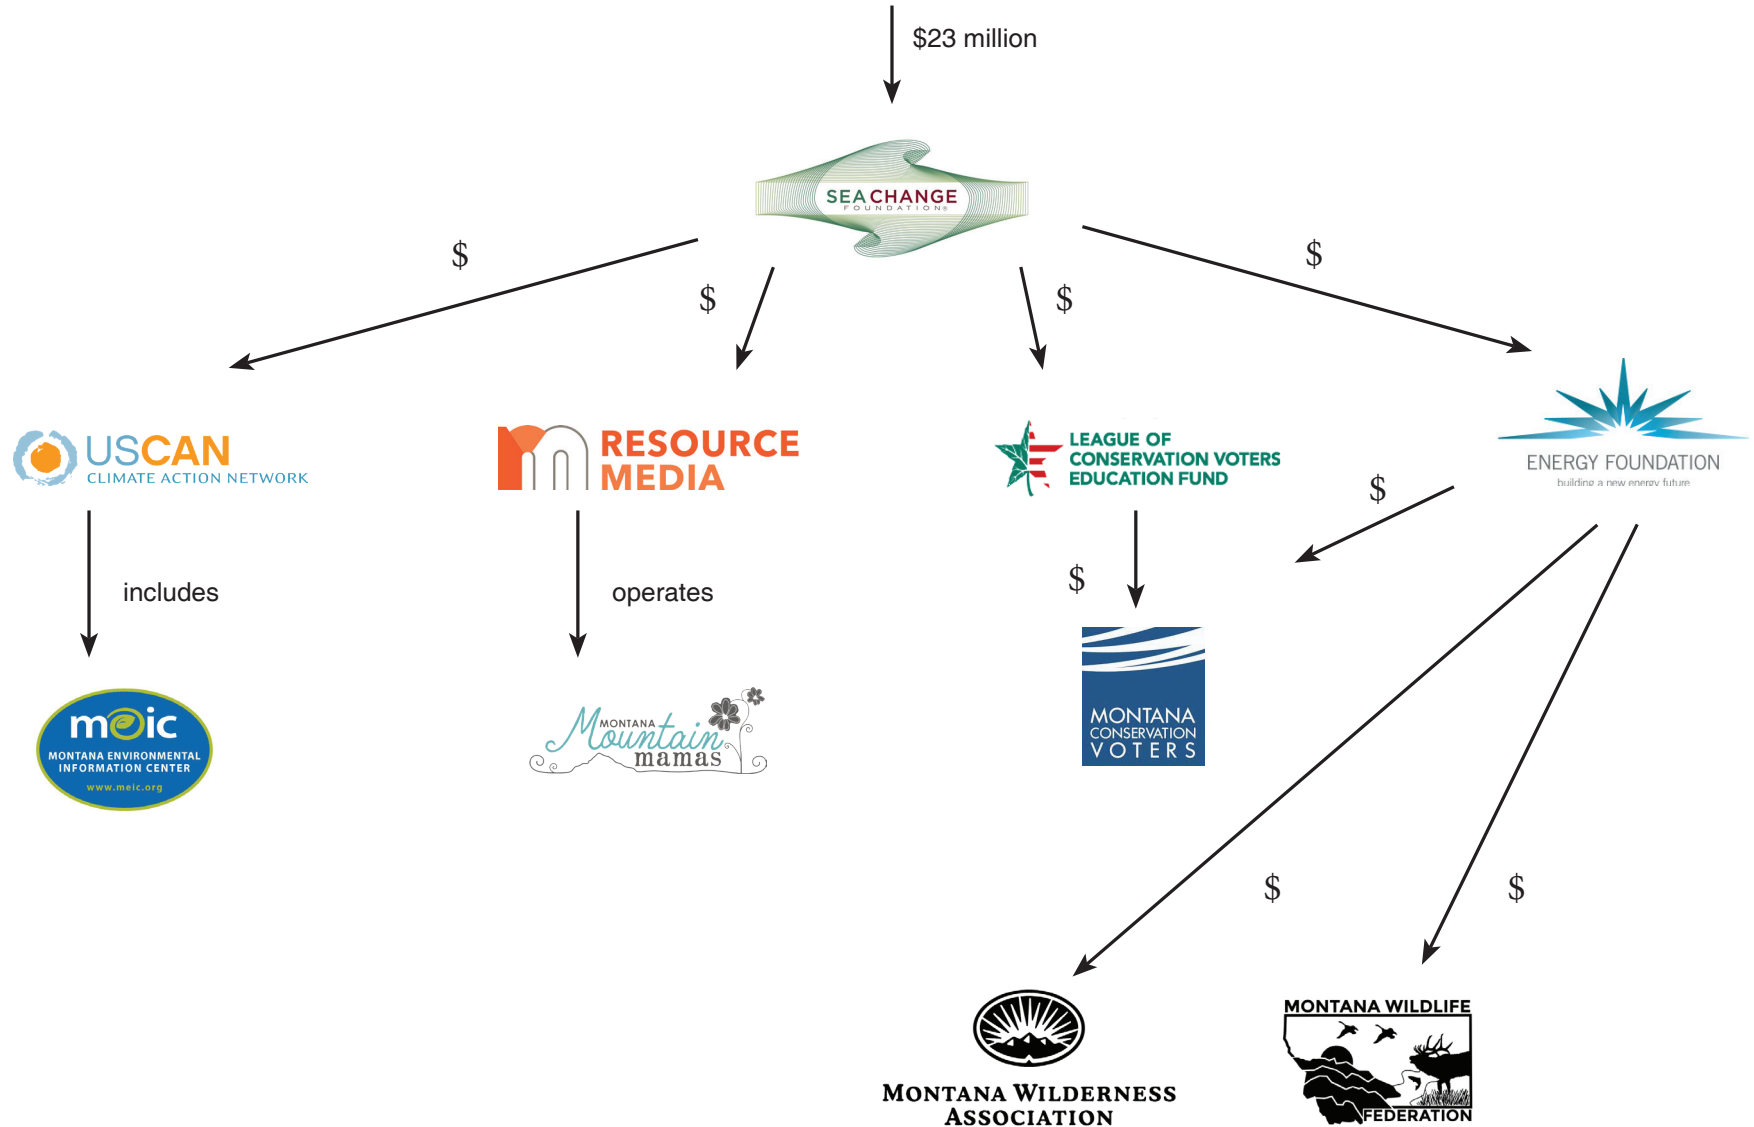 $23 million
SEA CHANGE
FOUNDATION®
$
$
$
$
USCAN
CLIMATE ACTION NETWORK
RESOURCE
MEDIA
LEAGUE OF
CONSERVATION VOTERS
EDUCATION FUND
ENERGY FOUNDATION
building a new energy future
$
includes
operates
$
meic
MONTANA ENVIRONMENTAL
INFORMATION CENTER
www.meic.org
MONTANA
Mountain
mamas
MONTANA
CONSERVATION
VOTERS
$
$
MONTANA WILDERNESS
ASSOCIATION
MONTANA WILDLIFE
FEDERATION